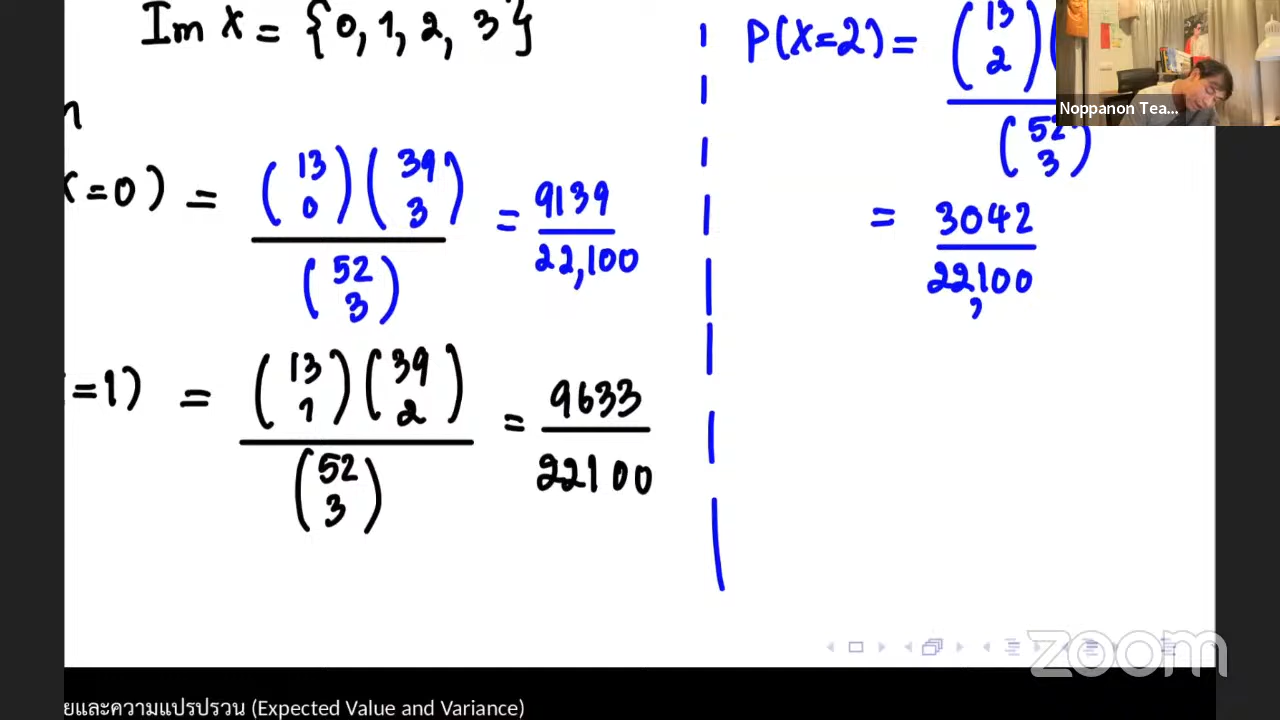 Im X = {0, 1, 2, 3}
X=0) = (13 0)(39 3) / (52 3) = 9139 / 22,100
=1) = (13 1)(39 2) / (52 3) = 9633 / 22100
P(X=2) = (13 2)( / (52 3)
= 3042 / 22,100
Noppanon Tea...
zoom
ยและความแปรปรวน (Expected Value and Variance)